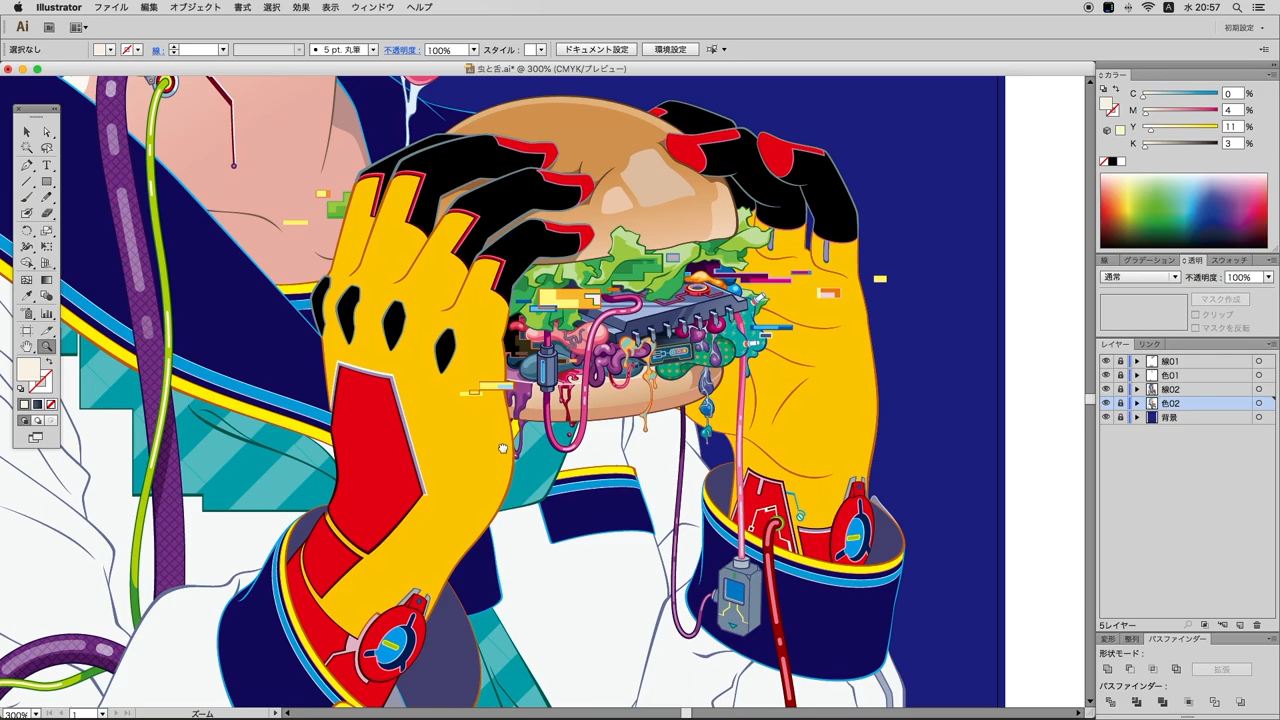 Illustrator ファイル 編集 オブジェクト 書式 選択 効果 表示 ウィンドウ ヘルプ
A 水 20:57
Ai Br
初期設定
選択なし 線: 5 pt. 丸筆 不透明度: 100% スタイル: ドキュメント設定 環境設定
虫と舌.ai* @ 300% (CMYK/プレビュー)
カラー
C 0 %
M 4 %
Y 11 %
K 3 %
線 グラデーション 透明 スウォッチ
通常 不透明度: 100%
マスク作成
クリップ
マスクを反転
レイヤー リンク
線01
色01
線02
色02
背景
5レイヤー
変形 整列 パスファインダー
形状モード:
拡張
パスファインダー:
300% 1 ズーム